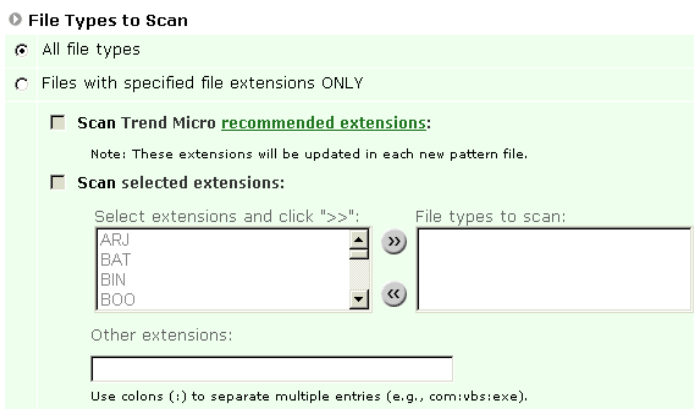 File Types to Scan
All file types
Files with specified file extensions ONLY
Scan Trend Micro recommended extensions:
Note: These extensions will be updated in each new pattern file.
Scan selected extensions:
Select extensions and click ">>": File types to scan:
ARJ
BAT
BIN
BOO
Other extensions:
Use colons (:) to separate multiple entries (e.g., com:vbs:exe).